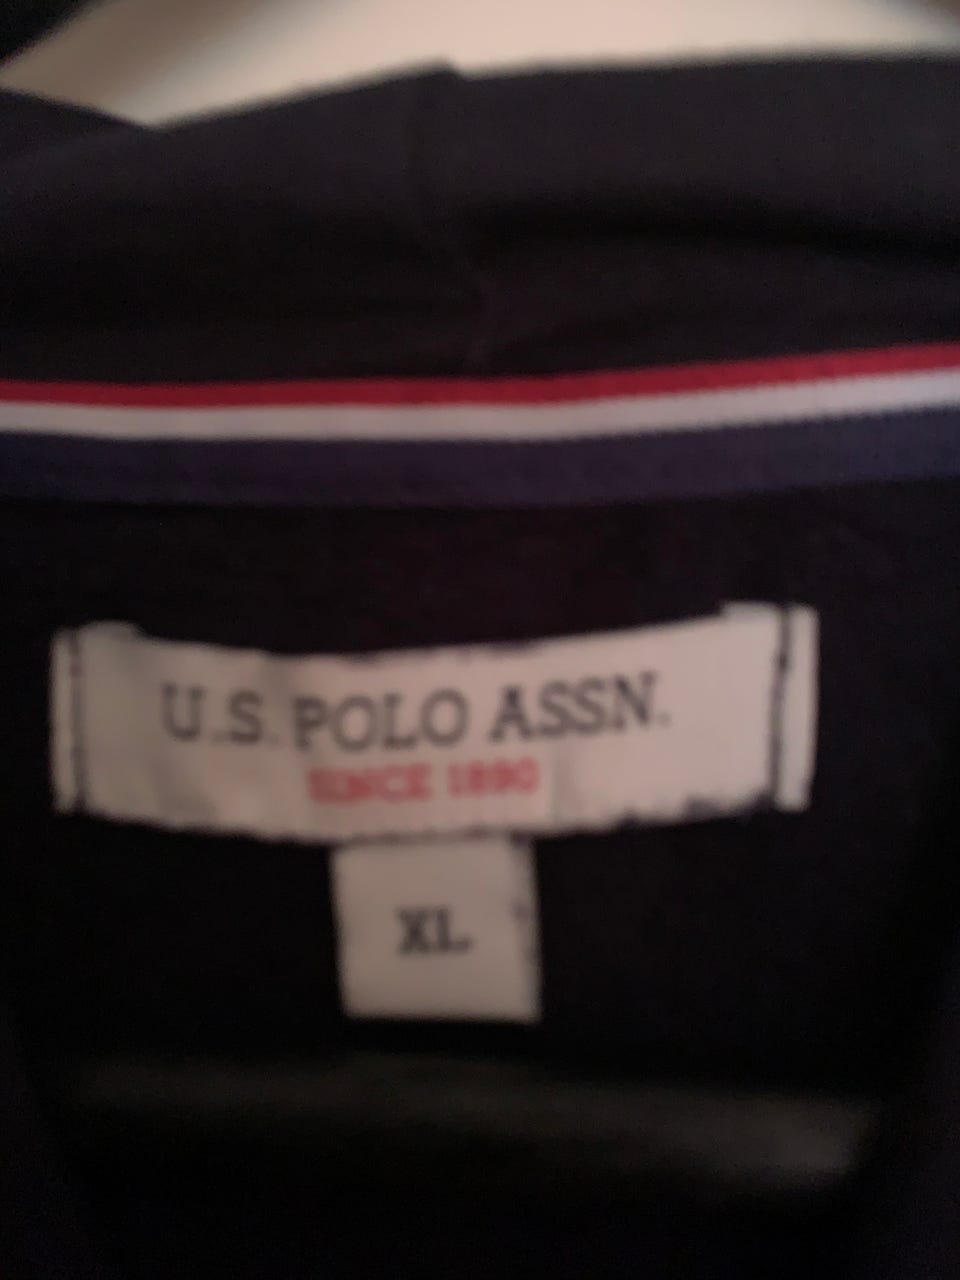 U.S. POLO ASSN.
SINCE 1890
XL